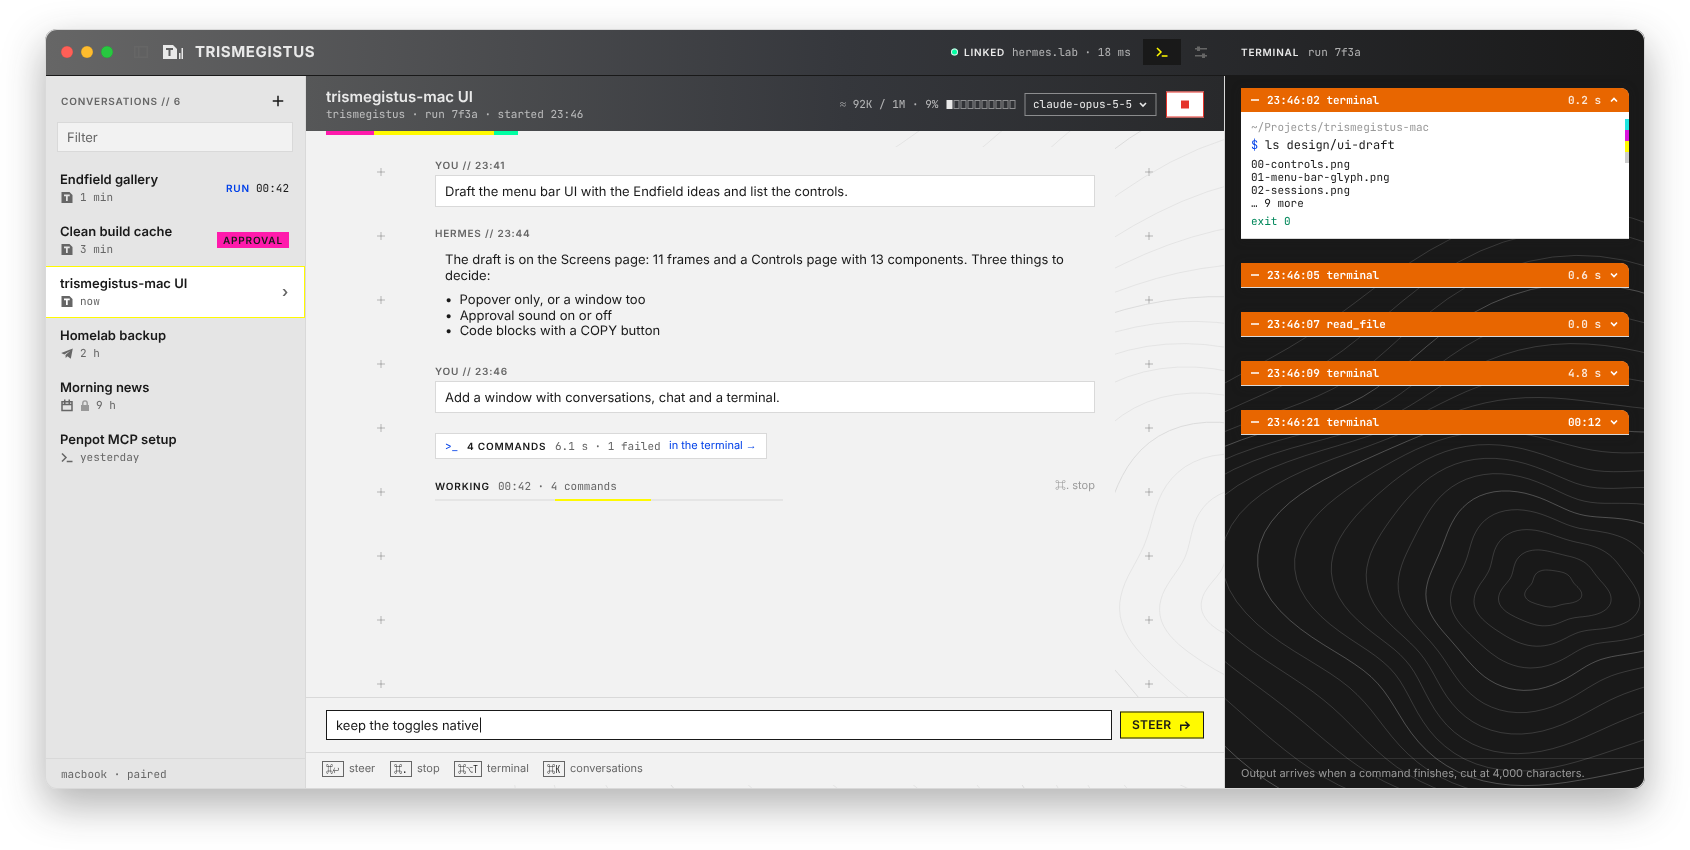 TRISMEGISTUS
LINKED hermes.lab · 18 ms
TERMINAL run 7f3a
CONVERSATIONS // 6
Filter
Endfield gallery
1 min
RUN 00:42
Clean build cache
3 min
APPROVAL
trismegistus-mac UI
now
Homelab backup
2 h
Morning news
9 h
Penpot MCP setup
yesterday
macbook · paired
trismegistus-mac UI
trismegistus · run 7f3a · started 23:46
≈ 92K / 1M · 9%
claude-opus-5-5
YOU // 23:41
Draft the menu bar UI with the Endfield ideas and list the controls.
HERMES // 23:44
The draft is on the Screens page: 11 frames and a Controls page with 13 components. Three things to
decide:
• Popover only, or a window too
• Approval sound on or off
• Code blocks with a COPY button
YOU // 23:46
Add a window with conversations, chat and a terminal.
>_ 4 COMMANDS 6.1 s · 1 failed in the terminal →
WORKING 00:42 · 4 commands
⌘. stop
keep the toggles native
STEER
⌘↩ steer ⌘. stop ⌘⌥T terminal ⌘K conversations
23:46:02 terminal 0.2 s
~/Projects/trismegistus-mac
$ ls design/ui-draft
00-controls.png
01-menu-bar-glyph.png
02-sessions.png
… 9 more
exit 0
23:46:05 terminal 0.6 s
23:46:07 read_file 0.0 s
23:46:09 terminal 4.8 s
23:46:21 terminal 00:12
Output arrives when a command finishes, cut at 4,000 characters.